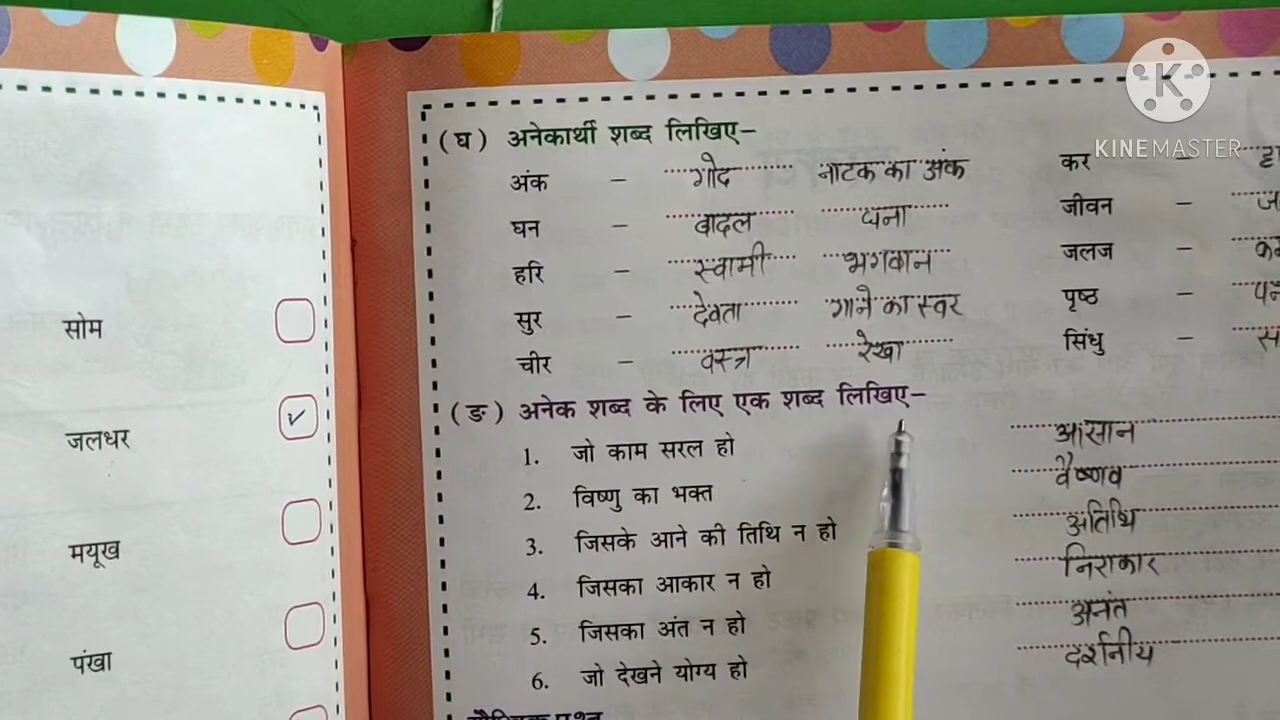 सोम
जलधर ✓
मयूख
पंखा
(घ) अनेकार्थी शब्द लिखिए–
अंक – गोद नाटक का अंक कर –
घन – बादल घना जीवन –
हरि – स्वामी भगवान जलज –
सुर – देवता गाने का स्वर पृष्ठ –
चीर – वस्त्र रेखा सिंधु –
(ङ) अनेक शब्द के लिए एक शब्द लिखिए–
1. जो काम सरल हो आसान
2. विष्णु का भक्त वैष्णव
3. जिसके आने की तिथि न हो अतिथि
4. जिसका आकार न हो निराकार
5. जिसका अंत न हो अनंत
6. जो देखने योग्य हो दर्शनीय
KINEMASTER